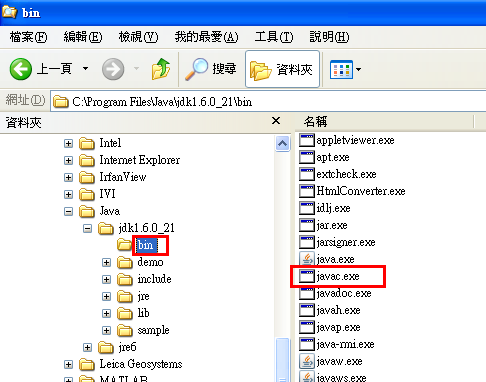 bin
檔案(F) 編輯(E) 檢視(V) 我的最愛(A) 工具(T) 說明(H)
上一頁 搜尋 資料夾
網址(D) C:\Program Files\Java\jdk1.6.0_21\bin
資料夾
Intel
Internet Explorer
IrfanView
IVI
Java
jdk1.6.0_21
bin
demo
include
jre
lib
sample
jre6
Leica Geosystems
MATLAB
名稱
appletviewer.exe
apt.exe
extcheck.exe
HtmlConverter.exe
idlj.exe
jar.exe
jarsigner.exe
java.exe
javac.exe
javadoc.exe
javah.exe
javap.exe
java-rmi.exe
javaw.exe
javaws.exe